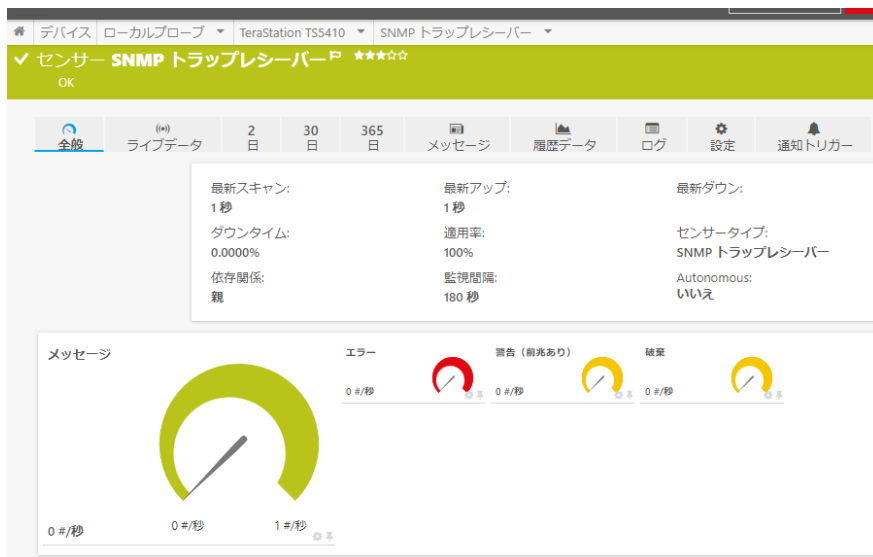 デバイス ローカルプローブ TeraStation TS5410 SNMP トラップレシーバー
センサー SNMP トラップレシーバー
OK
全般 ライブデータ 2日 30日 365日 メッセージ 履歴データ ログ 設定 通知トリガー
最新スキャン: 最新アップ: 最新ダウン:
1 秒 1 秒
ダウンタイム: 適用率: センサータイプ:
0.0000% 100% SNMP トラップレシーバー
依存関係: 監視間隔: Autonomous:
親 180 秒 いいえ
メッセージ エラー 警告（前兆あり） 破棄
0 #/秒 0 #/秒 0 #/秒
0 #/秒 0 #/秒 1 #/秒